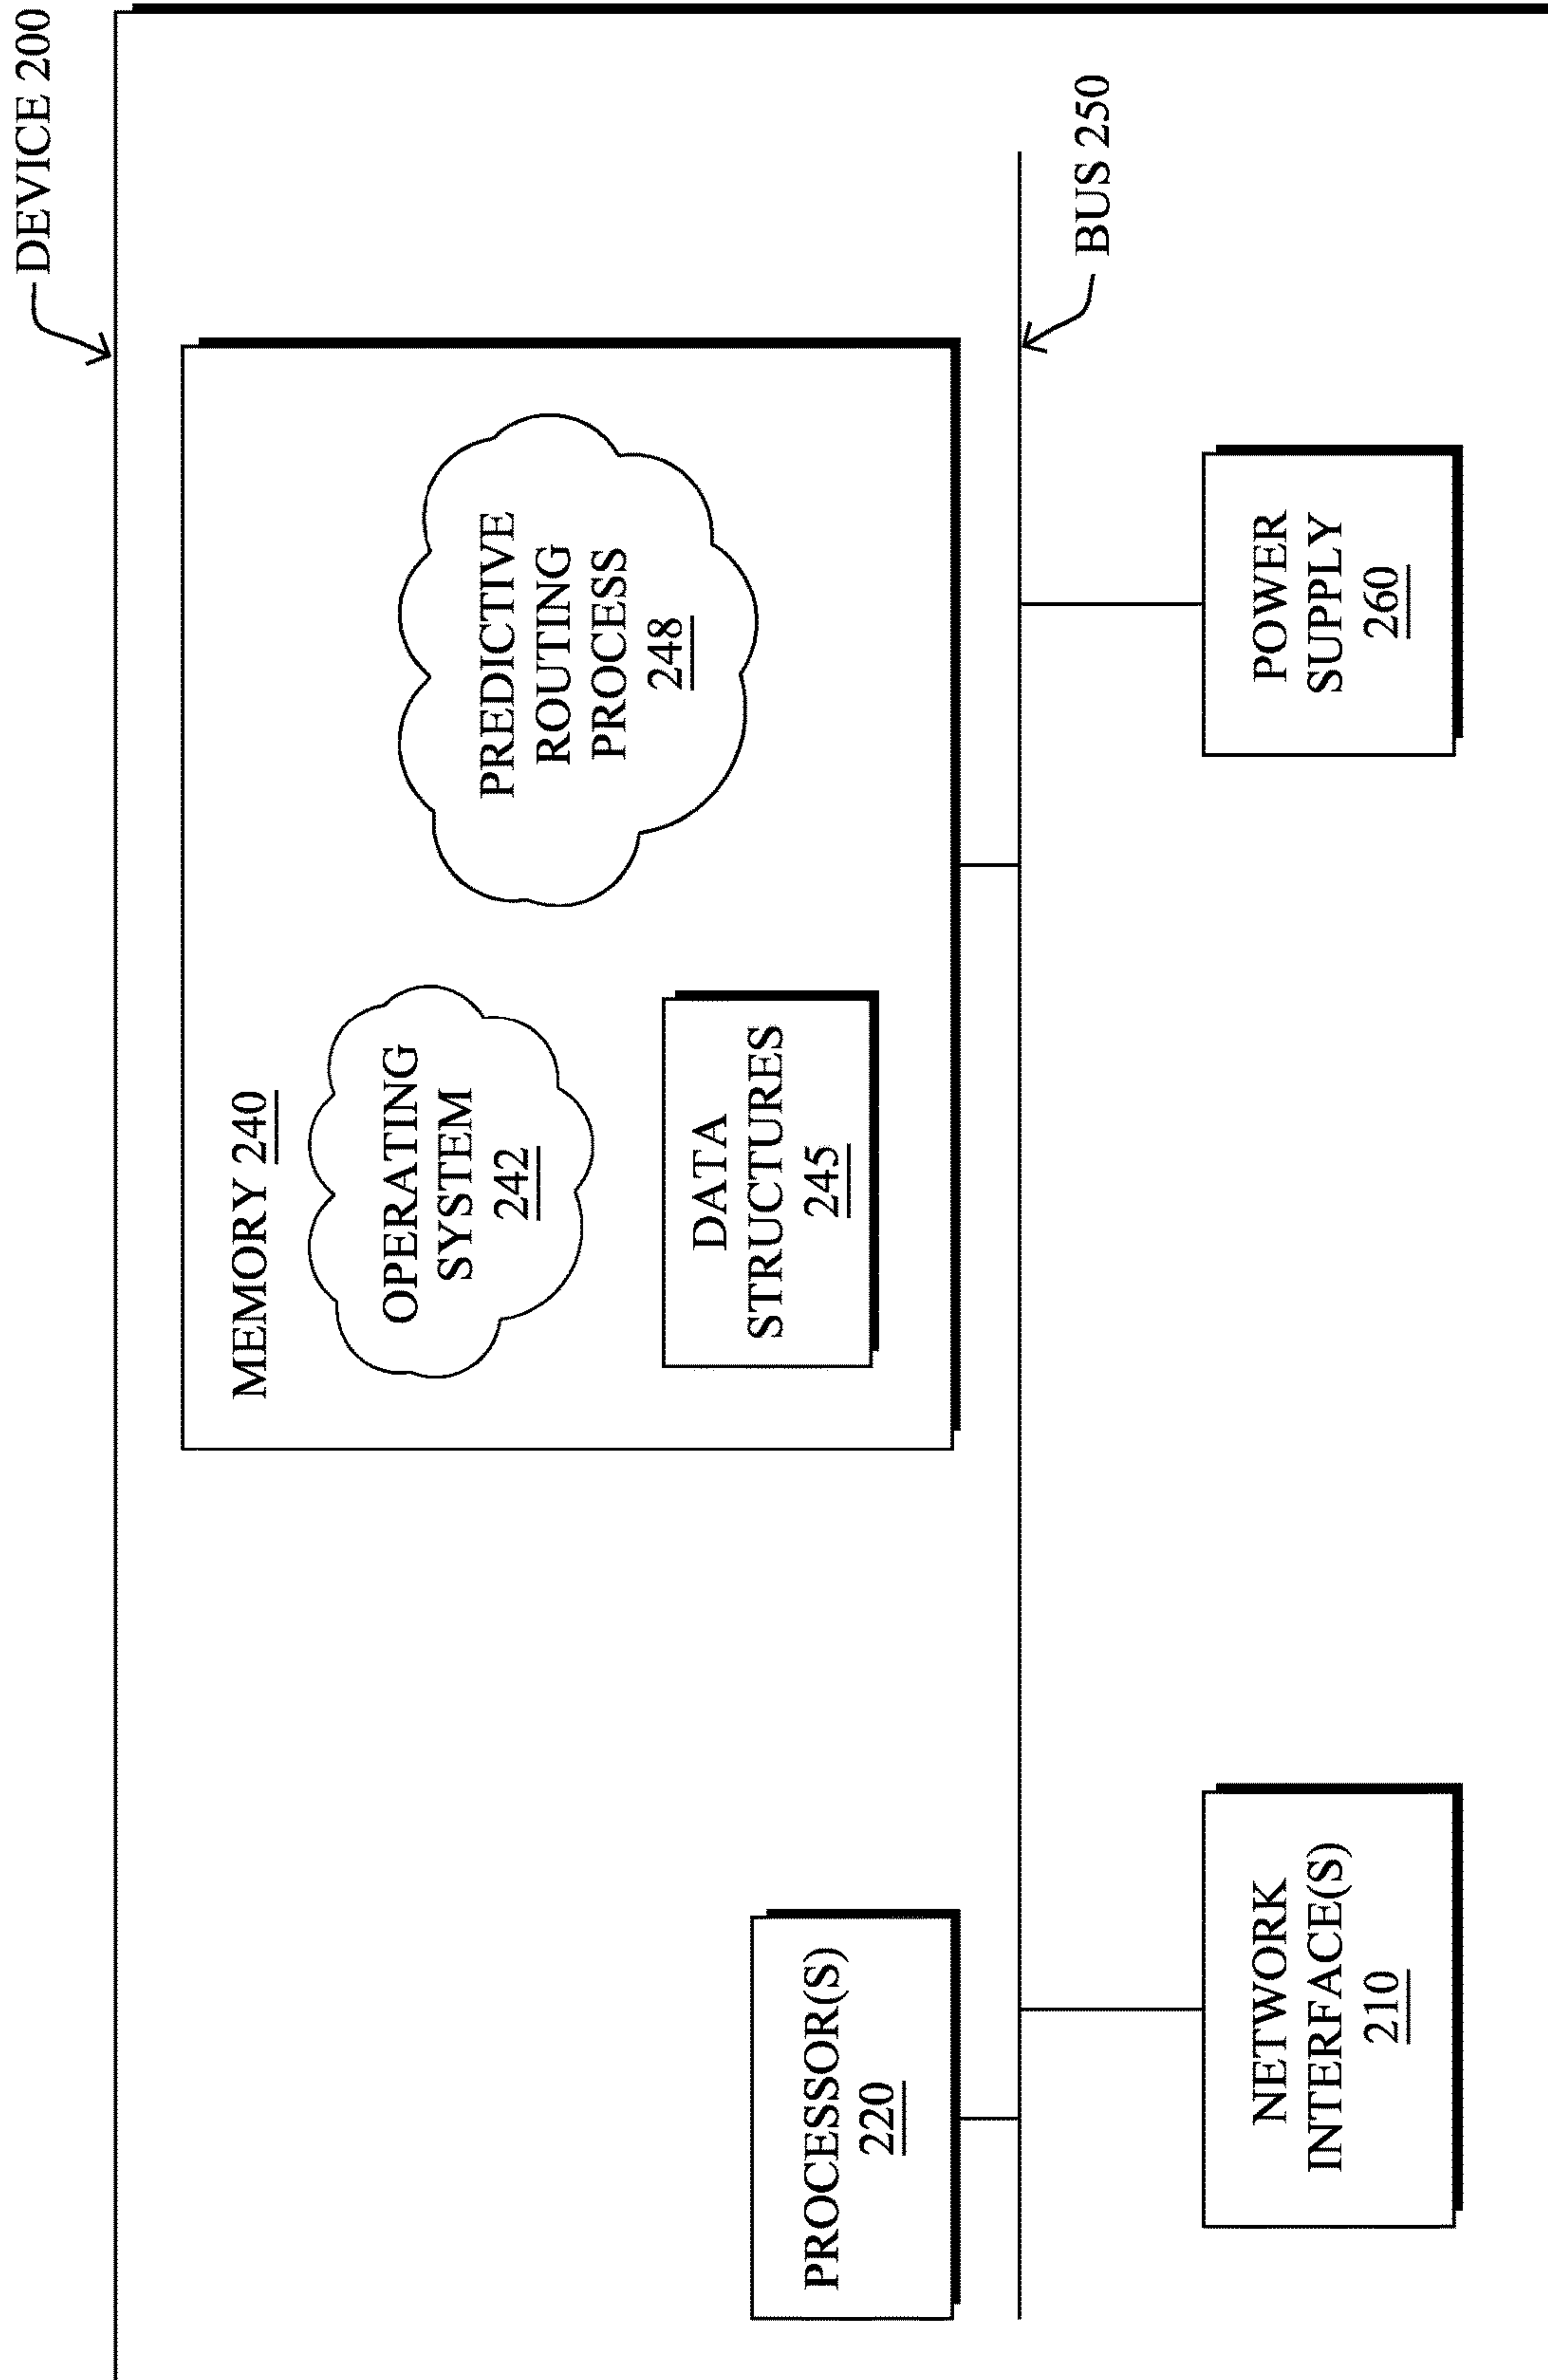 DEVICE 200
MEMORY 240
OPERATING
SYSTEM
242
PREDICTIVE
ROUTING
PROCESS
248
DATA
STRUCTURES
245
PROCESSOR(S)
220
BUS 250
NETWORK
INTERFACE(S)
210
POWER
SUPPLY
260